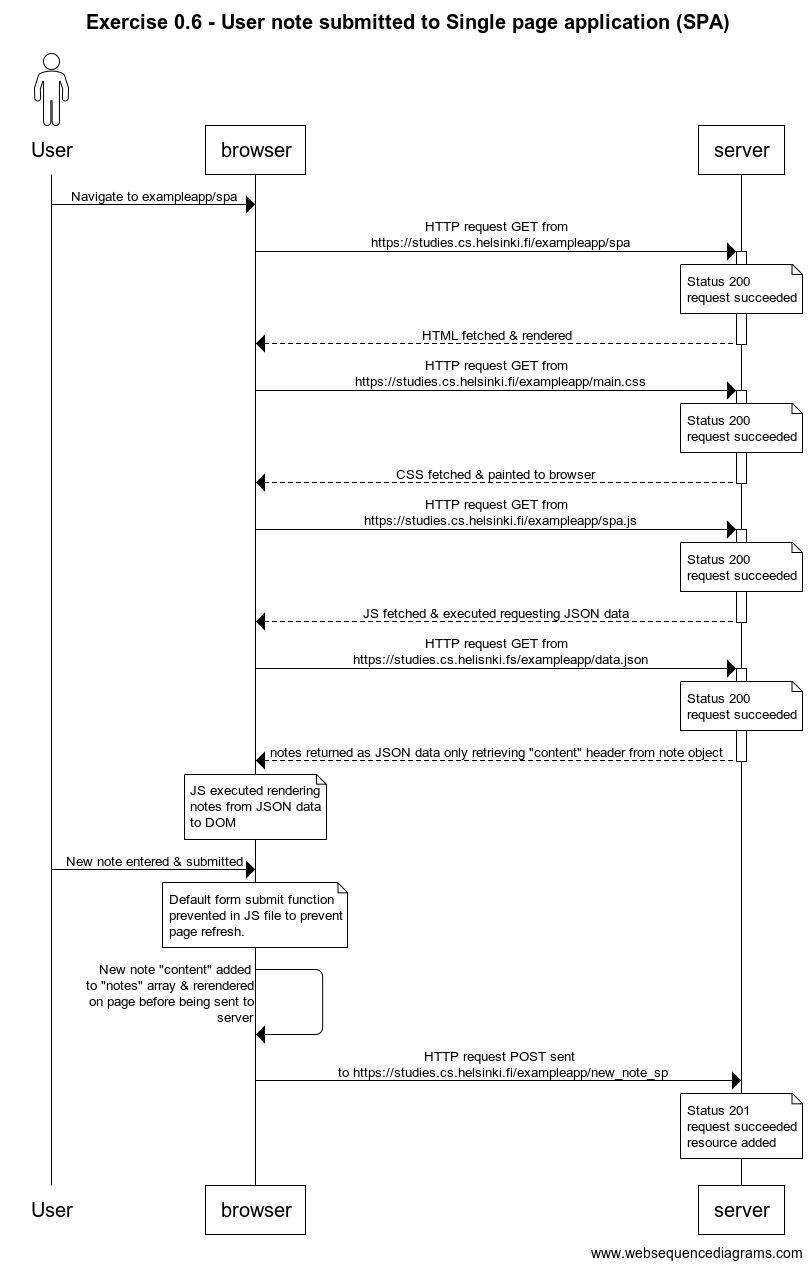 Exercise 0.6 - User note submitted to Single page application (SPA)
User
browser
server
Navigate to exampleapp/spa
HTTP request GET from
https://studies.cs.helsinki.fi/exampleapp/spa
Status 200
request succeeded
HTML fetched & rendered
HTTP request GET from
https://studies.cs.helsinki.fi/exampleapp/main.css
Status 200
request succeeded
CSS fetched & painted to browser
HTTP request GET from
https://studies.cs.helsinki.fi/exampleapp/spa.js
Status 200
request succeeded
JS fetched & executed requesting JSON data
HTTP request GET from
https://studies.cs.helisnki.fs/exampleapp/data.json
Status 200
request succeeded
notes returned as JSON data only retrieving "content" header from note object
JS executed rendering
notes from JSON data
to DOM
New note entered & submitted
Default form submit function
prevented in JS file to prevent
page refresh.
New note "content" added
to "notes" array & rerendered
on page before being sent to
server
HTTP request POST sent
to https://studies.cs.helsinki.fi/exampleapp/new_note_sp
Status 201
request succeeded
resource added
User
browser
server
www.websequencediagrams.com